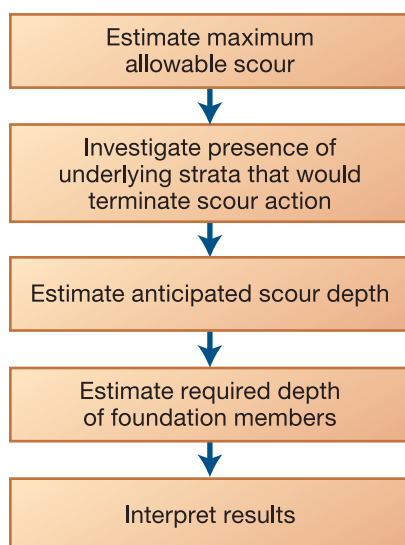 Estimate maximum
allowable scour
Investigate presence of
underlying strata that would
terminate scour action
Estimate anticipated scour depth
Estimate required depth
of foundation members
Interpret results